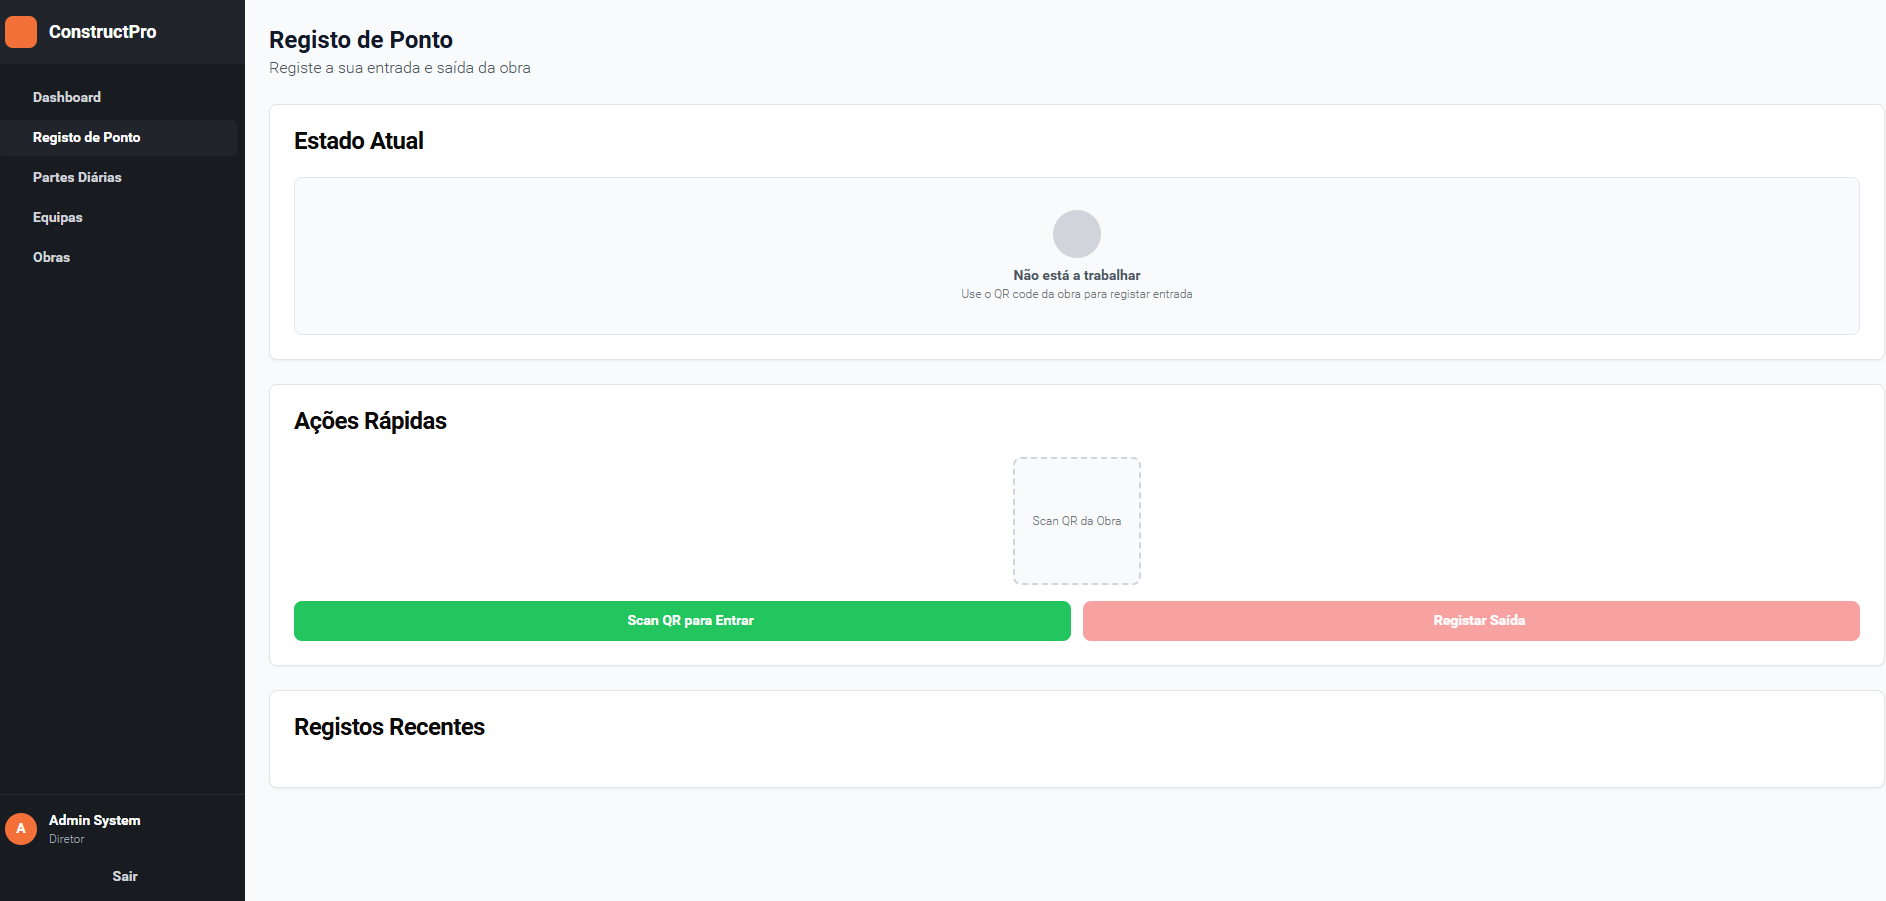 ConstructPro
Dashboard
Registo de Ponto
Partes Diárias
Equipas
Obras
A
Admin System
Diretor
Sair
Registo de Ponto
Registe a sua entrada e saída da obra
Estado Atual
Não está a trabalhar
Use o QR code da obra para registar entrada
Ações Rápidas
Scan QR da Obra
Scan QR para Entrar
Registar Saída
Registos Recentes